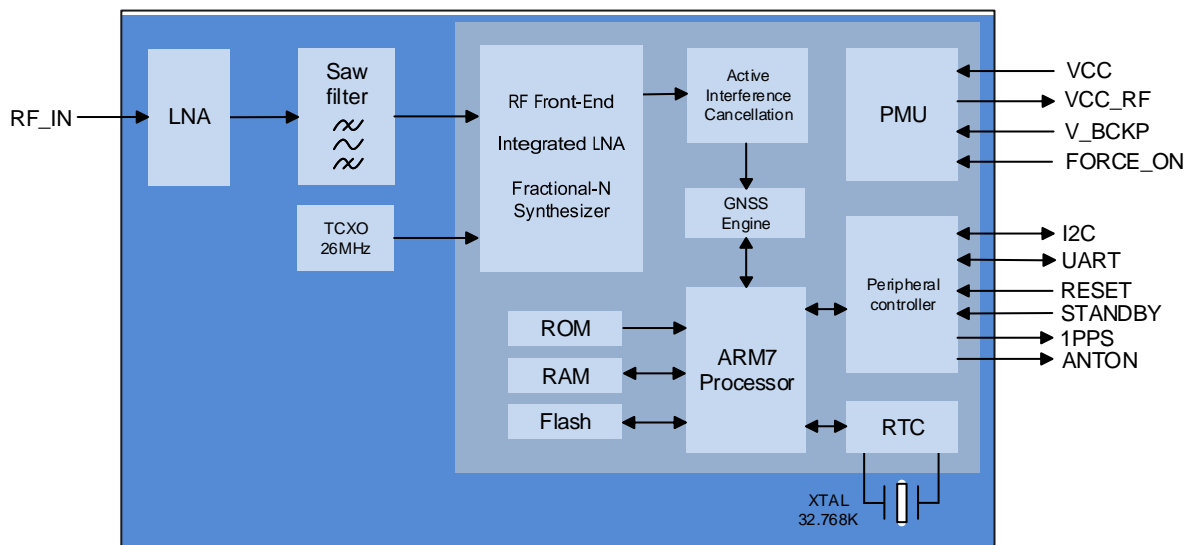 RF_IN
LNA
Saw
filter
TCXO
26MHz
RF Front-End
Integrated LNA
Fractional-N
Synthesizer
Active
Interference
Cancellation
GNSS
Engine
ROM
RAM
Flash
ARM7
Processor
PMU
Peripheral
controller
RTC
XTAL
32.768K
VCC
VCC_RF
V_BCKP
FORCE_ON
I2C
UART
RESET
STANDBY
1PPS
ANTON